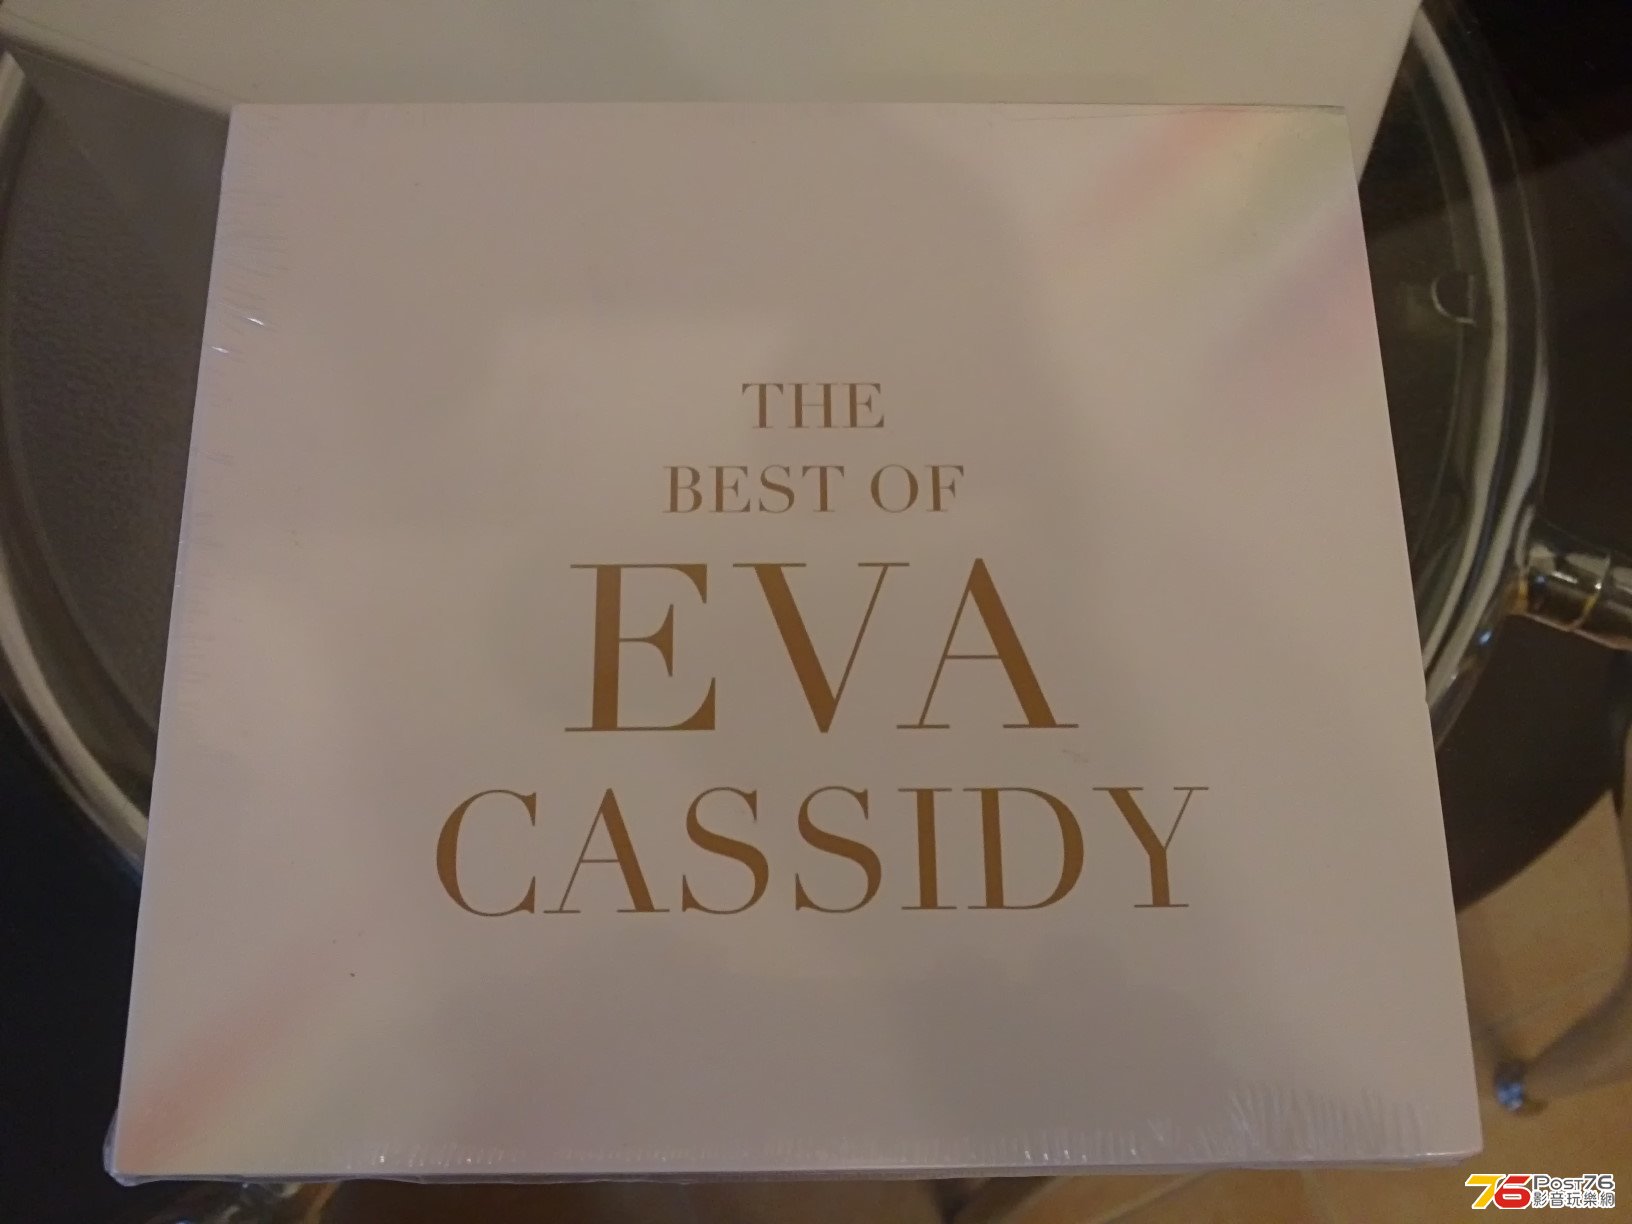 THE
BEST OF
EVA
CASSIDY
76 POST76
影音玩樂網